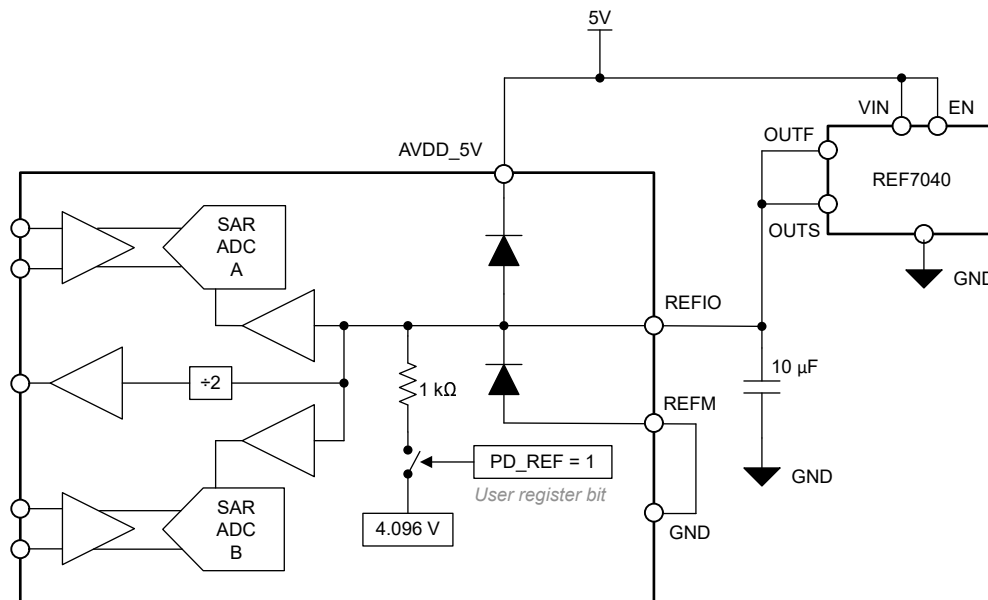 5V
VIN
EN
OUTF
AVDD_5V
REF7040
SAR
ADC
A
OUTS
GND
REFIO
÷2
1 kΩ
10 µF
REFM
PD_REF = 1
GND
User register bit
SAR
ADC
B
4.096 V
GND